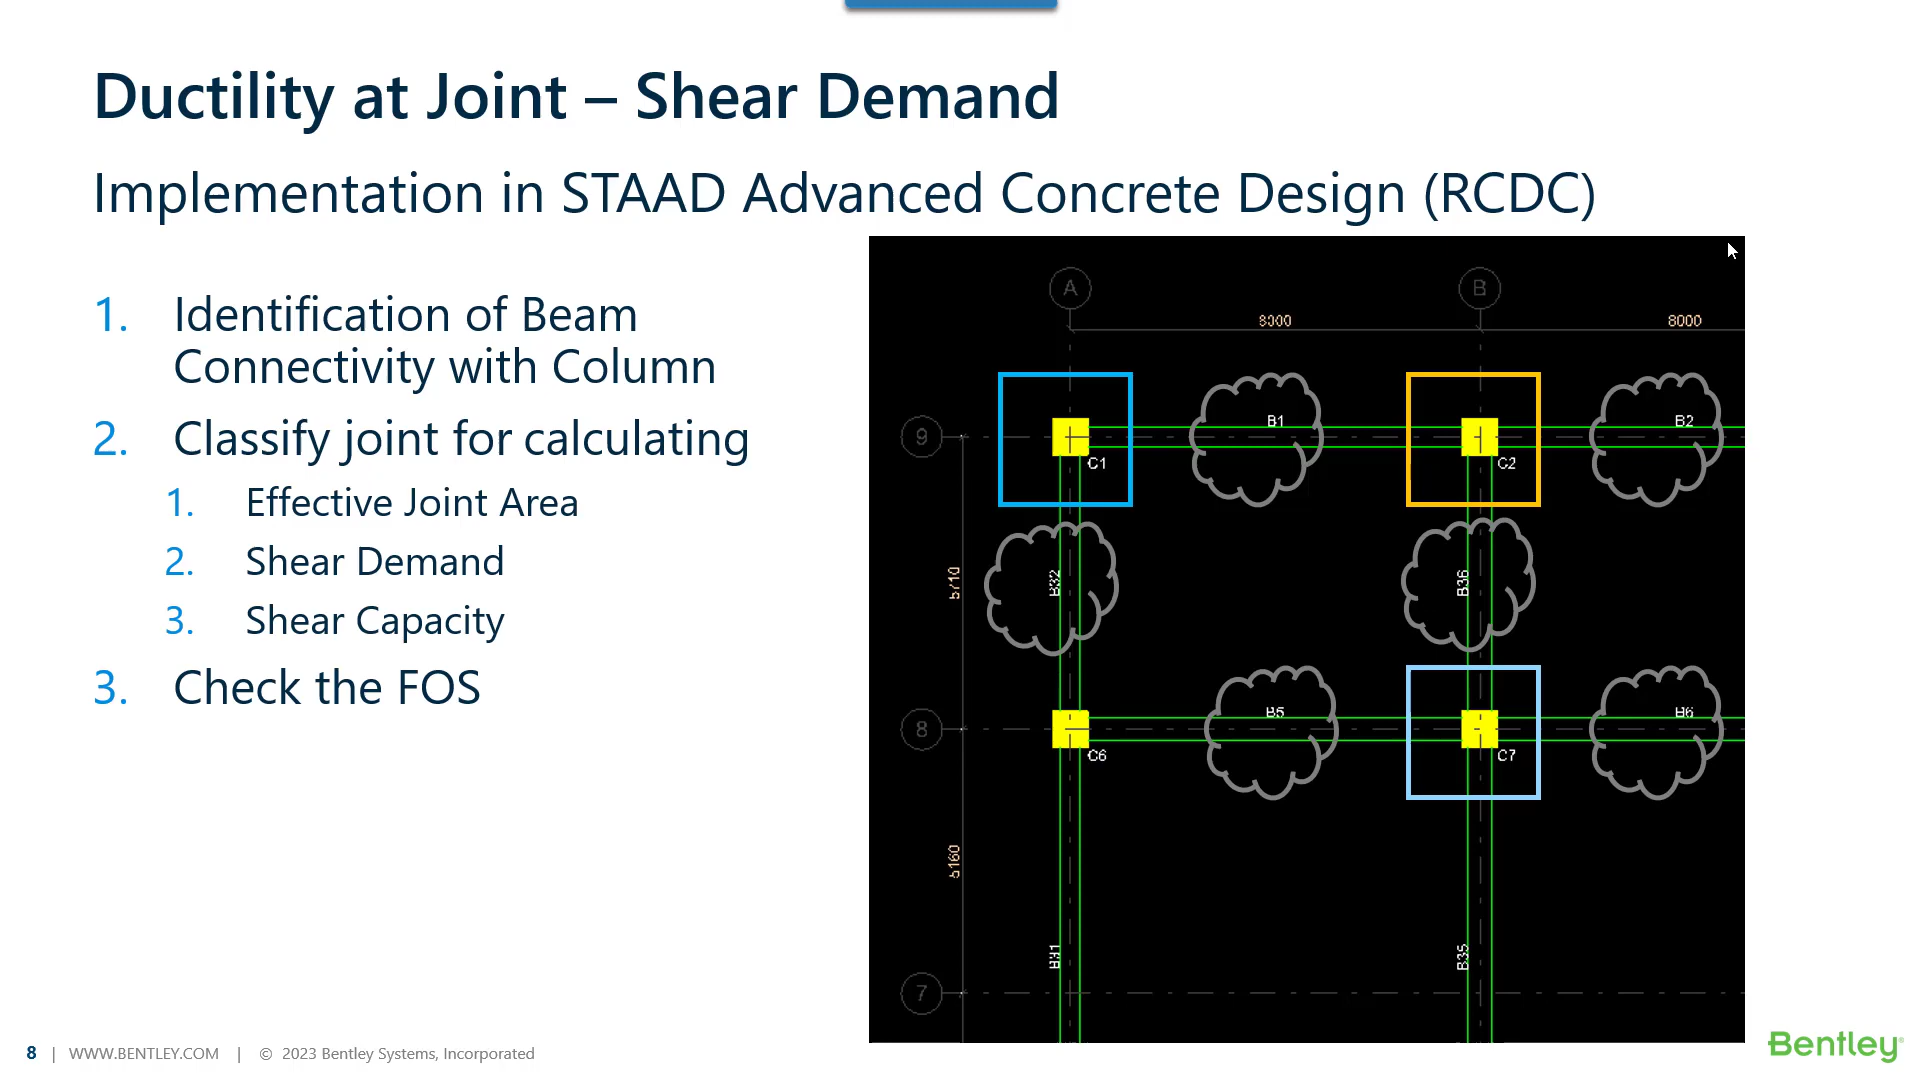 Ductility at Joint – Shear Demand
Implementation in STAAD Advanced Concrete Design (RCDC)
1. Identification of Beam
Connectivity with Column
2. Classify joint for calculating
1. Effective Joint Area
2. Shear Demand
3. Shear Capacity
3. Check the FOS
A B
8000 8000
9 B1 B2
C1 C2
5710 B32 B36
B5 B6
8
C6 C7
5160
B31 B35
7
8 | WWW.BENTLEY.COM | © 2023 Bentley Systems, Incorporated
Bentley